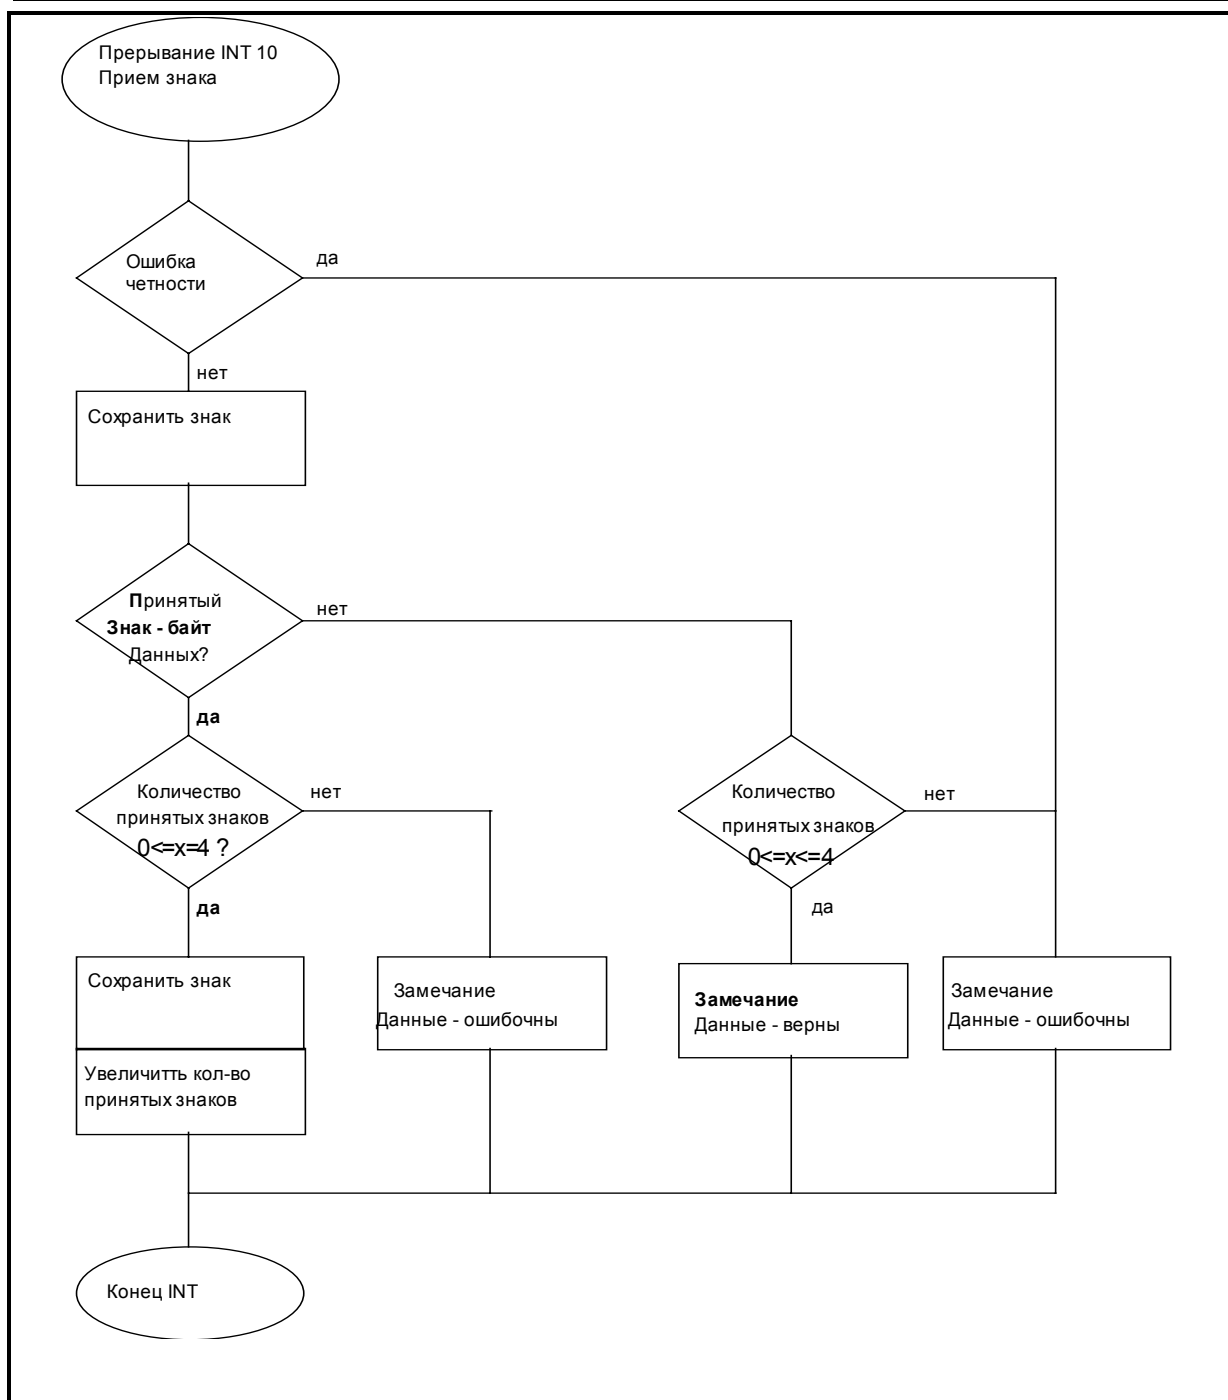 Прерывание INT 10
Прием знака
Ошибка
четности
да
нет
Сохранить знак
Принятый
Знак - байт
Данных?
нет
да
Количество
принятых знаков
0<=x=4 ?
нет
Количество
принятых знаков
0<=x<=4
нет
да
да
Сохранить знак
Увеличитть кол-во
принятых знаков
Замечание
Данные - ошибочны
Замечание
Данные - верны
Замечание
Данные - ошибочны
Конец INT